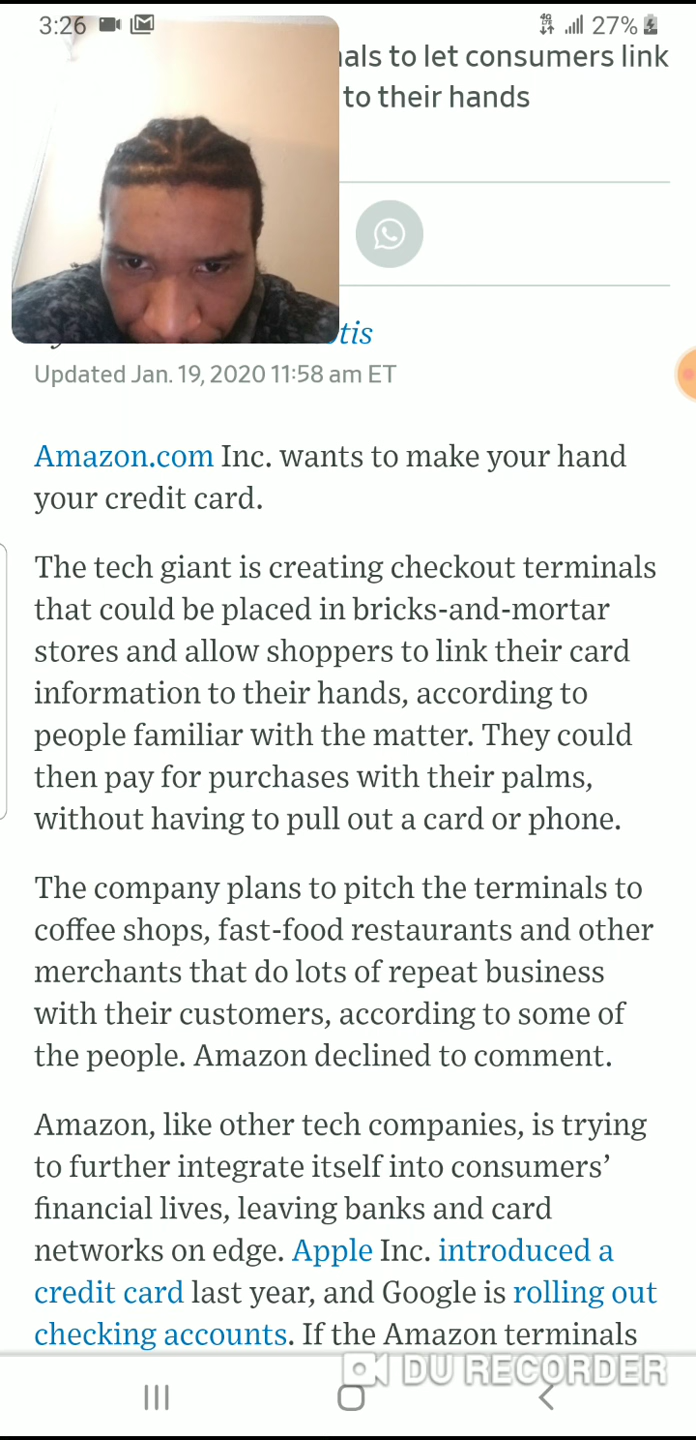 3:26 27%
als to let consumers link
to their hands
tis
Updated Jan. 19, 2020 11:58 am ET
Amazon.com Inc. wants to make your hand
your credit card.
The tech giant is creating checkout terminals
that could be placed in bricks-and-mortar
stores and allow shoppers to link their card
information to their hands, according to
people familiar with the matter. They could
then pay for purchases with their palms,
without having to pull out a card or phone.
The company plans to pitch the terminals to
coffee shops, fast-food restaurants and other
merchants that do lots of repeat business
with their customers, according to some of
the people. Amazon declined to comment.
Amazon, like other tech companies, is trying
to further integrate itself into consumers’
financial lives, leaving banks and card
networks on edge. Apple Inc. introduced a
credit card last year, and Google is rolling out
checking accounts. If the Amazon terminals
DU RECORDER